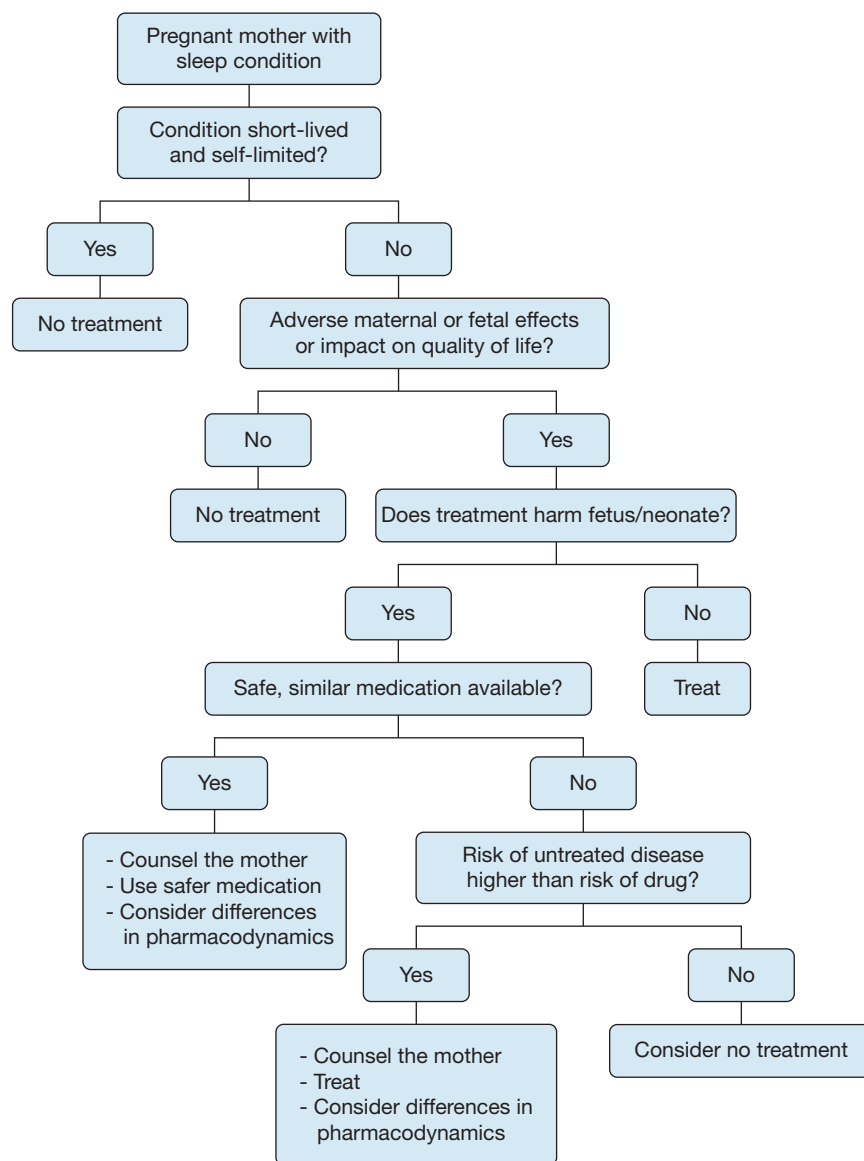 Pregnant mother with
sleep condition
Condition short-lived
and self-limited?
Yes
No
No treatment
Adverse maternal or fetal effects
or impact on quality of life?
No
Yes
No treatment
Does treatment harm fetus/neonate?
Yes
No
Safe, similar medication available?
Treat
Yes
No
- Counsel the mother
- Use safer medication
- Consider differences
in pharmacodynamics
Risk of untreated disease
higher than risk of drug?
Yes
No
- Counsel the mother
- Treat
- Consider differences in
pharmacodynamics
Consider no treatment